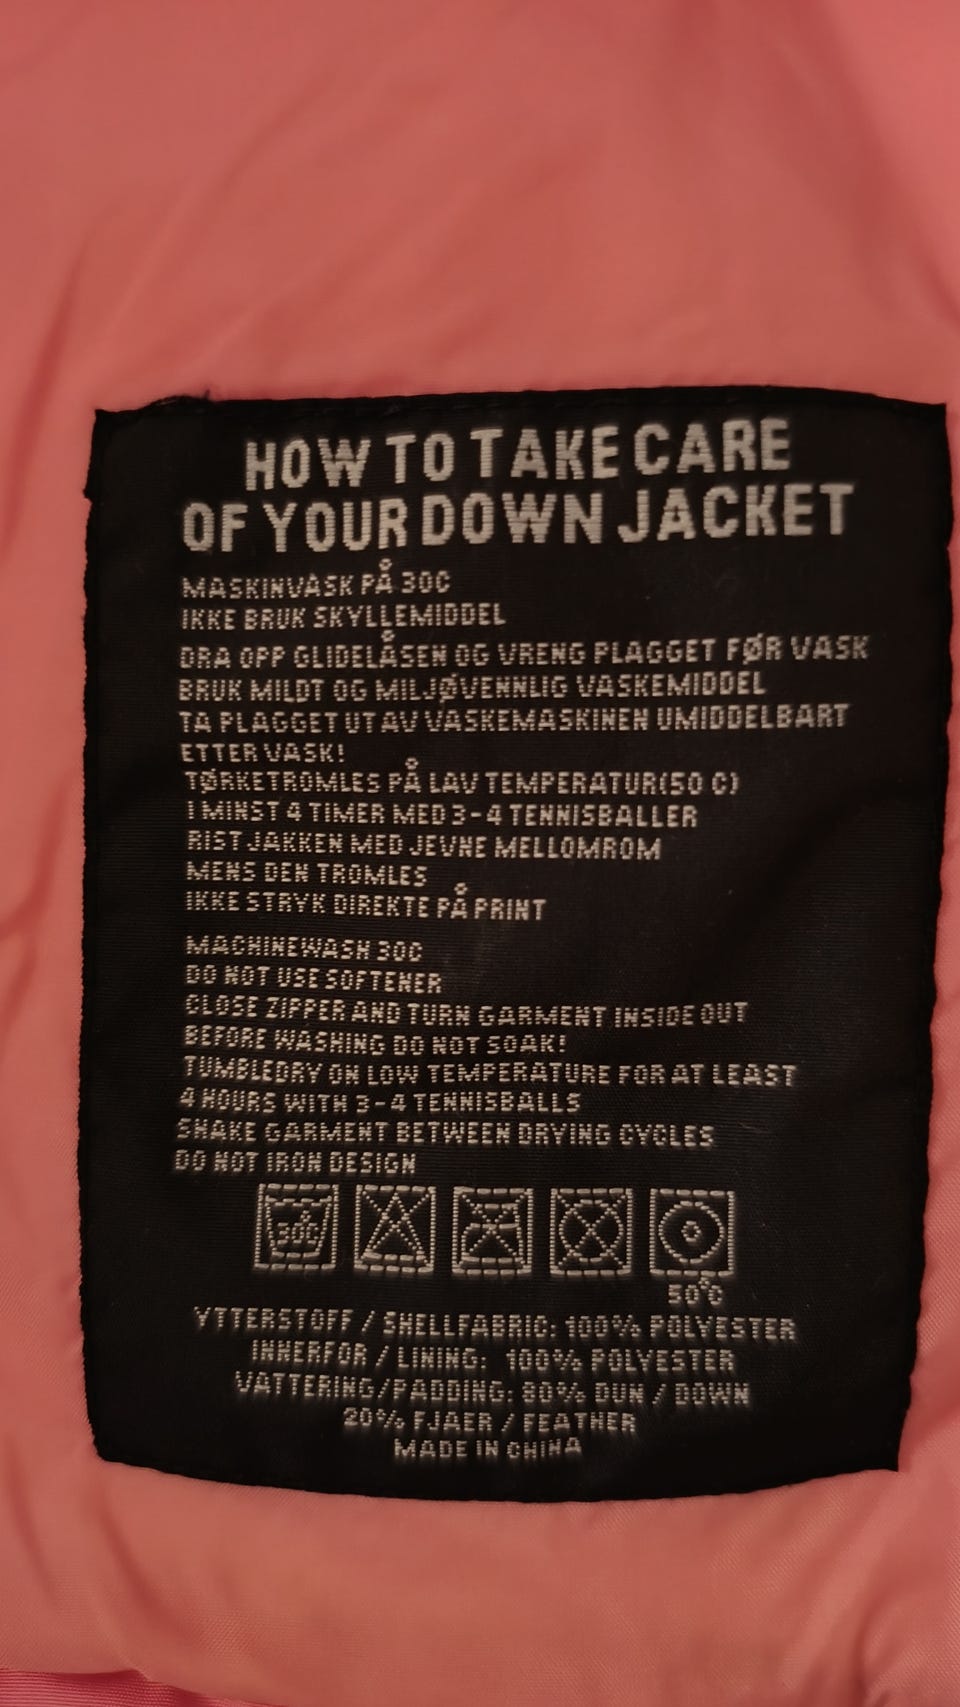 HOW TO TAKE CARE
OF YOUR DOWN JACKET
MASKINVASK PÅ 30C
IKKE BRUK SKYLLEMIDDEL
DRA OPP GLIDELÅSEN OG VRENG PLAGGET FØR VASK
BRUK MILDT OG MILJØVENNLIG VASKEMIDDEL
TA PLAGGET UT AV VASKEMASKINEN UMIDDELBART
ETTER VASK!
TØRKETROMLES PÅ LAV TEMPERATUR(50 C)
I MINST 4 TIMER MED 3-4 TENNISBALLER
RIST JAKKEN MED JEVNE MELLOMROM
MENS DEN TROMLES
IKKE STRYK DIREKTE PÅ PRINT
MACHINEWASH 30C
DO NOT USE SOFTENER
CLOSE ZIPPER AND TURN GARMENT INSIDE OUT
BEFORE WASHING DO NOT SOAK!
TUMBLEDRY ON LOW TEMPERATURE FOR AT LEAST
4 HOURS WITH 3-4 TENNISBALLS
SHAKE GARMENT BETWEEN DRYING CYCLES
DO NOT IRON DESIGN
30°C
50°C
YTTERSTOFF / SHELLFABRIC: 100% POLYESTER
INNERFOR / LINING: 100% POLYESTER
VATTERING/PADDING: 80% DUN / DOWN
20% FJAER / FEATHER
MADE IN CHINA